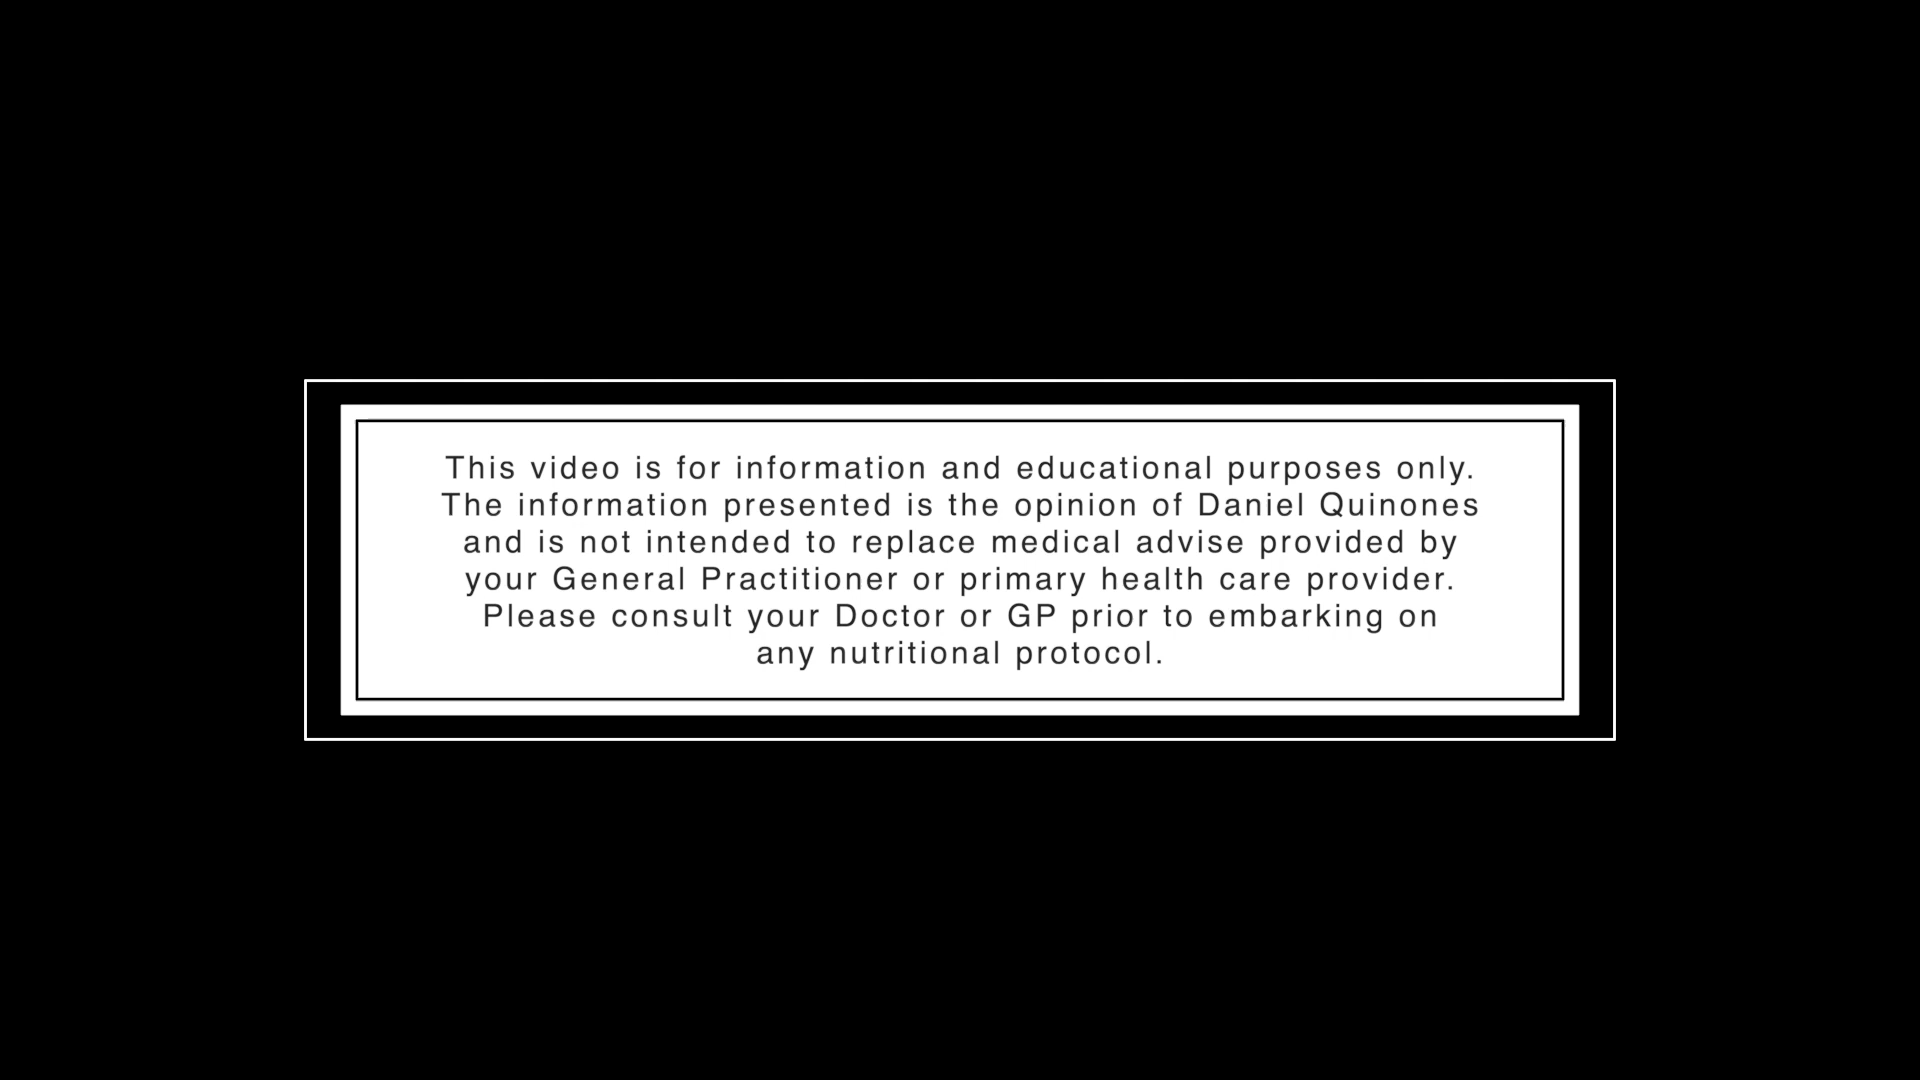 This video is for information and educational purposes only.
The information presented is the opinion of Daniel Quinones
and is not intended to replace medical advise provided by
your General Practitioner or primary health care provider.
Please consult your Doctor or GP prior to embarking on
any nutritional protocol.